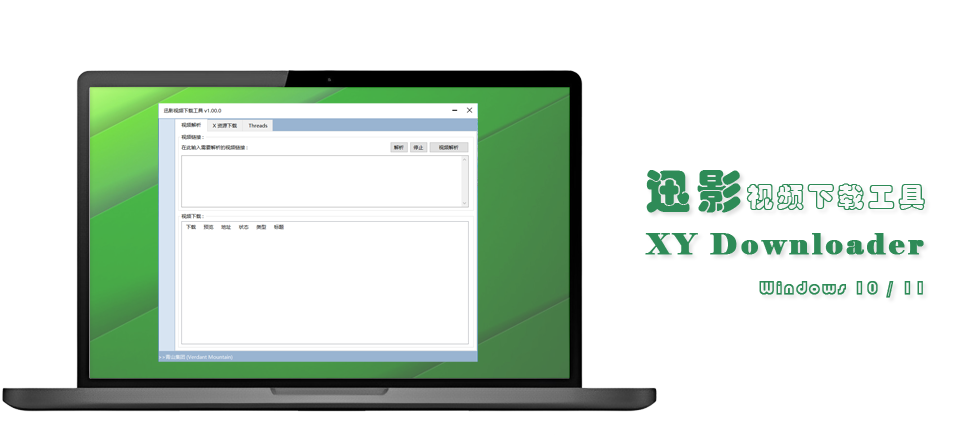 迅影视频下载工具 v1.00.0
视频解析 X 资源下载 Threads
视频链接：
在此输入需要解析的视频链接： 解析 停止 视频解析
视频下载：
下载 预览 地址 状态 类型 标题
(Verdant Mountain)
迅影视频下载工具
XY Downloader
Windows 10 / 11